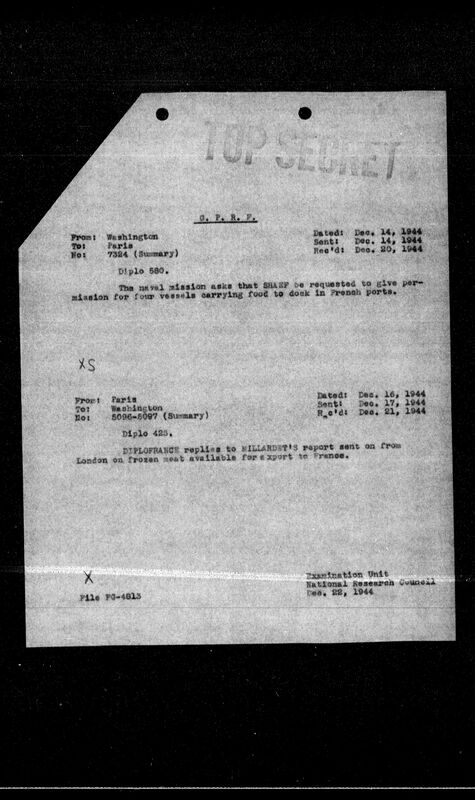 TOP SECRET
G. P. R. F.
From: Washington
To: Paris
No: 7324 (Summary)
Dated: Dec. 14, 1944
Sent: Dec. 14, 1944
Rec'd: Dec. 20, 1944
Diplo 580.
The naval mission asks that SHAEF be requested to give per-
mission for four vessels carrying food to dock in French ports.
XS
From: Paris
To: Washington
No: 5096-5097 (Summary)
Dated: Dec. 16, 1944
Sent: Dec. 17, 1944
Rec'd: Dec. 21, 1944
Diplo 425.
DIPLOFRANCE replies to MILLARDET'S report sent on from
London on frozen meat available for export to France.
X
File FG-4813
Examination Unit
National Research Council
Dec. 22, 1944